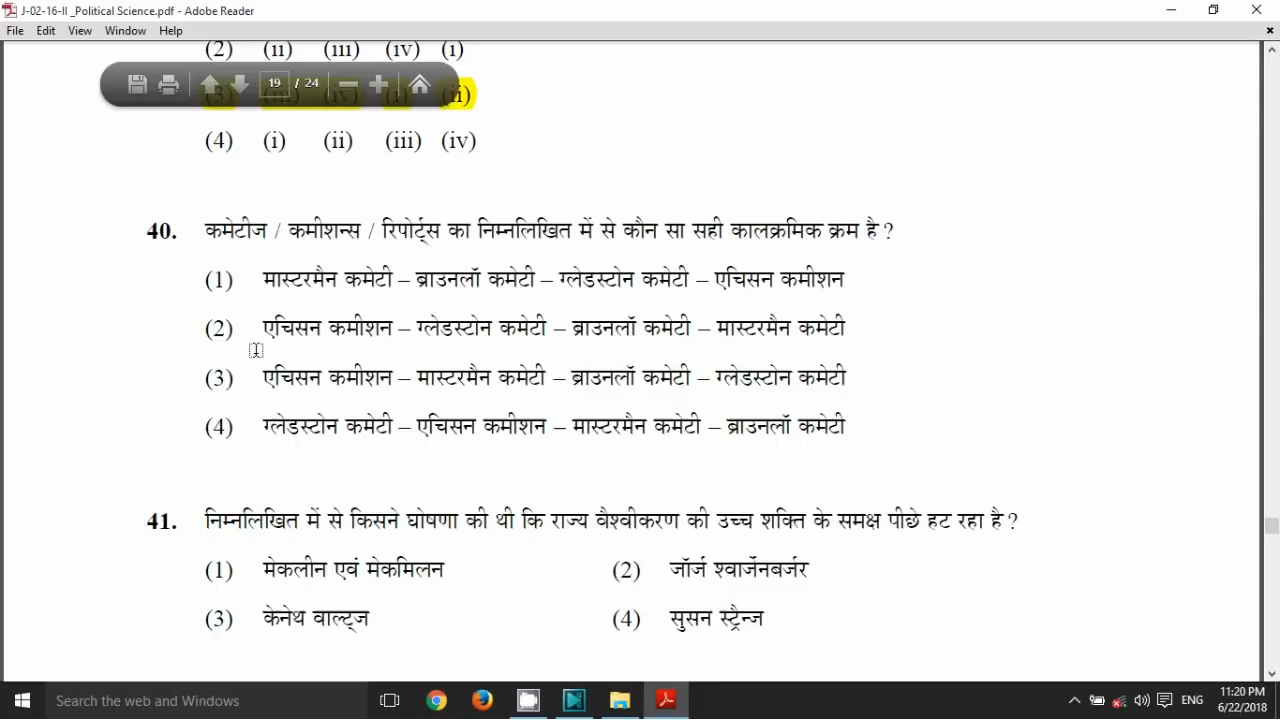 J-02-16-II _Political Science.pdf - Adobe Reader
File Edit View Window Help
(2) (ii) (iii) (iv) (i)
19 / 24
(3) (iii) (iv) (i) (ii)
(4) (i) (ii) (iii) (iv)
40. कमेटीज / कमीशन्स / रिपोर्ट्स का निम्नलिखित में से कौन सा सही कालक्रमिक क्रम है ?
(1) मास्टरमैन कमेटी – ब्राउनलॉ कमेटी – ग्लेडस्टोन कमेटी – एचिसन कमीशन
(2) एचिसन कमीशन – ग्लेडस्टोन कमेटी – ब्राउनलॉ कमेटी – मास्टरमैन कमेटी
(3) एचिसन कमीशन – मास्टरमैन कमेटी – ब्राउनलॉ कमेटी – ग्लेडस्टोन कमेटी
(4) ग्लेडस्टोन कमेटी – एचिसन कमीशन – मास्टरमैन कमेटी – ब्राउनलॉ कमेटी
41. निम्नलिखित में से किसने घोषणा की थी कि राज्य वैश्वीकरण की उच्च शक्ति के समक्ष पीछे हट रहा है ?
(1) मेकलीन एवं मेकमिलन (2) जॉर्ज श्वार्जेनबर्जर
(3) केनेथ वाल्ट्ज (4) सुसन स्ट्रैन्ज
Search the web and Windows
ENG
11:20 PM
6/22/2018